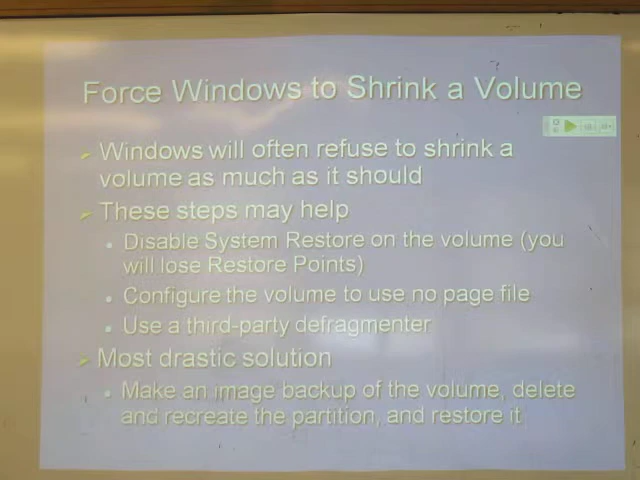 Force Windows to Shrink a Volume
Windows will often refuse to shrink a
volume as much as it should
These steps may help
Disable System Restore on the volume (you
will lose Restore Points)
Configure the volume to use no page file
Use a third-party defragmenter
Most drastic solution
Make an image backup of the volume, delete
and recreate the partition, and restore it